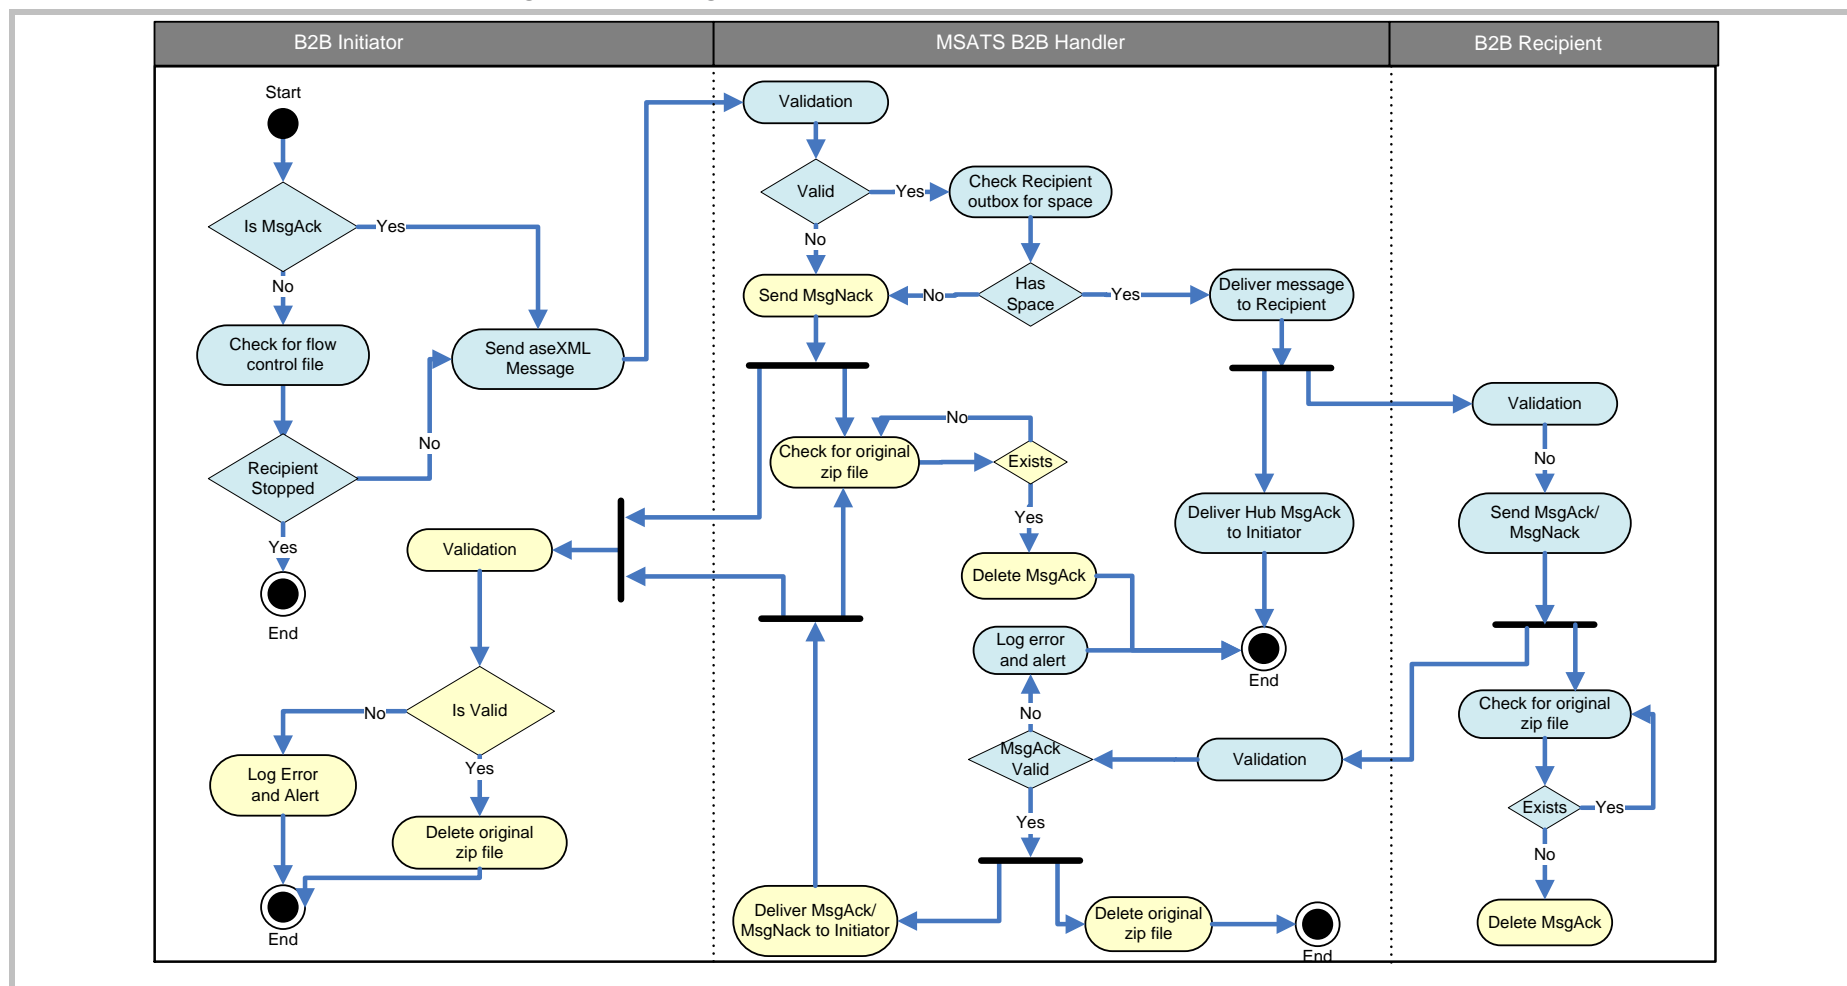 B2B Initiator
MSATS B2B Handler
B2B Recipient
Start
Is MsgAck
Yes
No
Check for flow
control file
Send aseXML
Message
No
Recipient
Stopped
Yes
End
Validation
Is Valid
No
Yes
Log Error
and Alert
Delete original
zip file
End
Validation
Valid
Yes
Check Recipient
outbox for space
No
Send MsgNack
No
Has
Space
Yes
Deliver message
to Recipient
No
Check for original
zip file
Exists
Yes
Delete MsgAck
Deliver Hub MsgAck
to Initiator
Log error
and alert
End
No
MsgAck
Valid
Validation
Yes
Deliver MsgAck/
MsgNack to Initiator
Delete original
zip file
End
Validation
No
Send MsgAck/
MsgNack
Check for original
zip file
Exists
Yes
No
Delete MsgAck